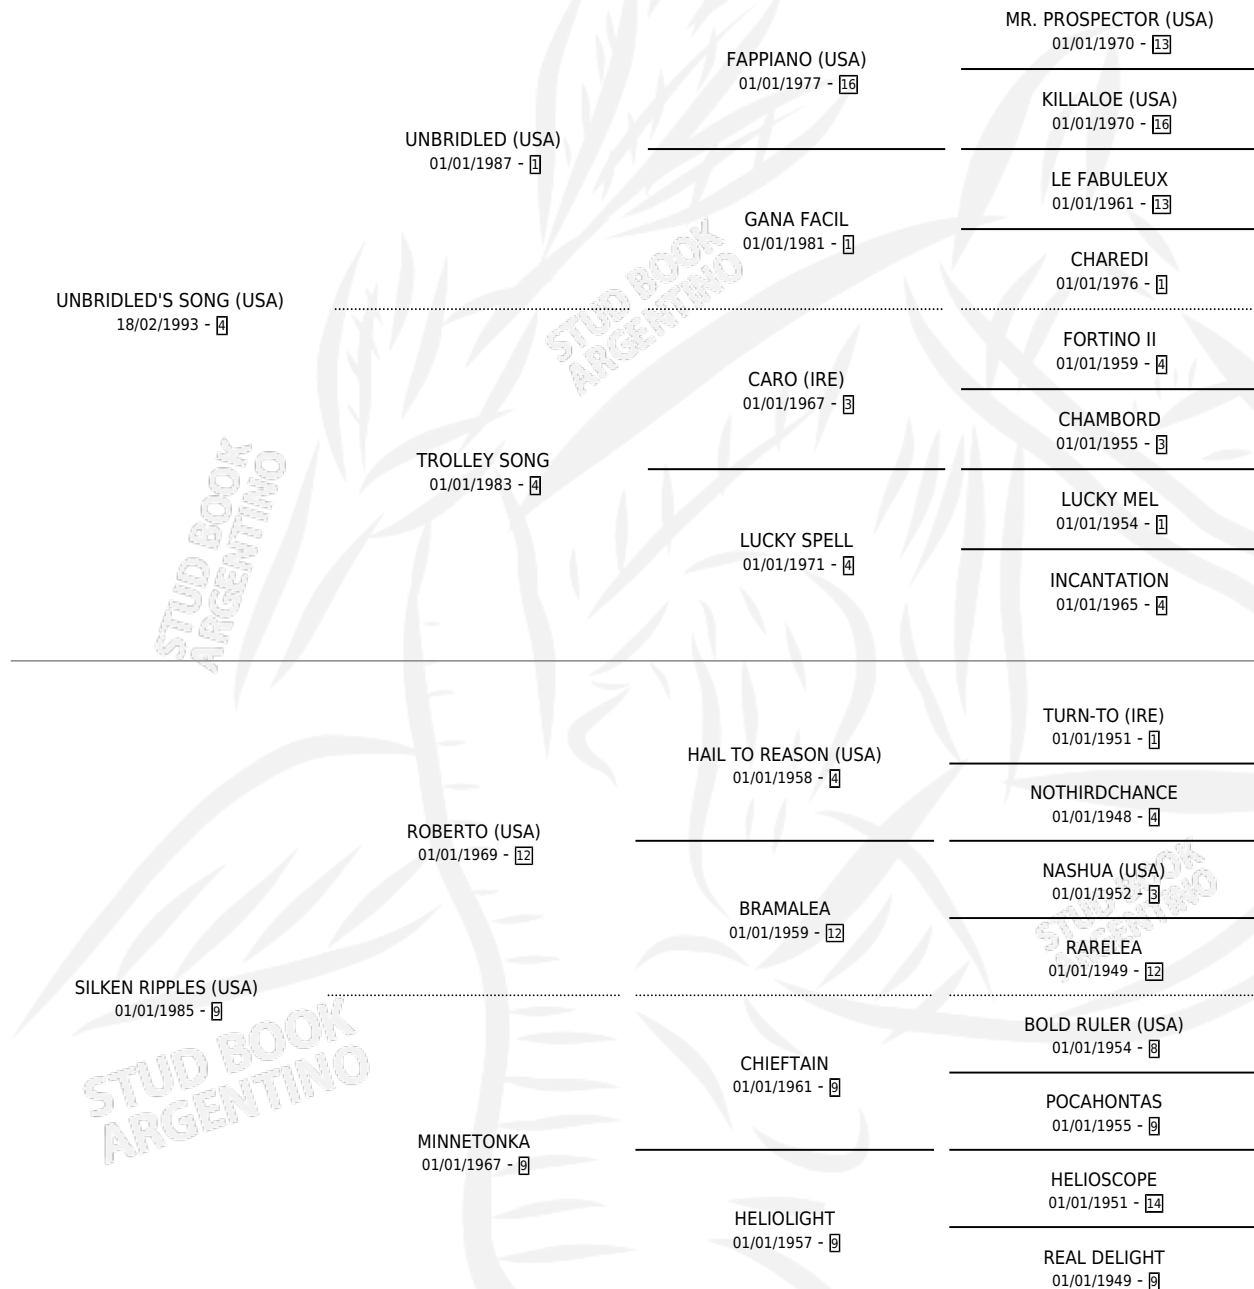 MR. PROSPECTOR (USA)
01/01/1970 - 13
FAPPIANO (USA)
01/01/1977 - 16
KILLALOE (USA)
01/01/1970 - 16
UNBRIDLED (USA)
01/01/1987 - 1
LE FABULEUX
01/01/1961 - 13
GANA FACIL
01/01/1981 - 1
CHAREDI
01/01/1976 - 1
UNBRIDLED'S SONG (USA)
18/02/1993 - 4
FORTINO II
01/01/1959 - 4
CARO (IRE)
01/01/1967 - 3
CHAMBORD
01/01/1955 - 3
TROLLEY SONG
01/01/1983 - 4
LUCKY MEL
01/01/1954 - 1
LUCKY SPELL
01/01/1971 - 4
INCANTATION
01/01/1965 - 4
TURN-TO (IRE)
01/01/1951 - 1
HAIL TO REASON (USA)
01/01/1958 - 4
NOTHIRDCHANCE
01/01/1948 - 4
ROBERTO (USA)
01/01/1969 - 12
NASHUA (USA)
01/01/1952 - 3
BRAMALEA
01/01/1959 - 12
RARELEA
01/01/1949 - 12
SILKEN RIPPLES (USA)
01/01/1985 - 9
BOLD RULER (USA)
01/01/1954 - 8
CHIEFTAIN
01/01/1961 - 9
POCAHONTAS
01/01/1955 - 9
MINNETONKA
01/01/1967 - 9
HELIOSCOPE
01/01/1951 - 14
HELIOLIGHT
01/01/1957 - 9
REAL DELIGHT
01/01/1949 - 9
STUD BOOK
ARGENTINO
STUD BOOK
ARGENTINO
STUD BOOK
ARGENTINO
STUD BOOK
ARGENTINO